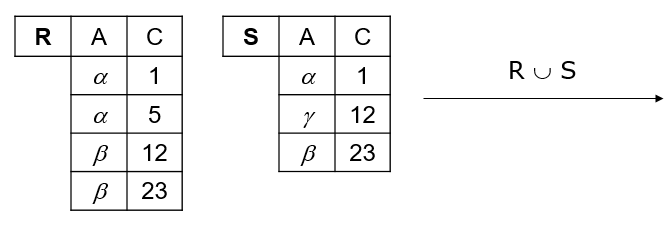 R A C
α 1
α 5
β 12
β 23
S A C
α 1
γ 12
β 23
R ∪ S